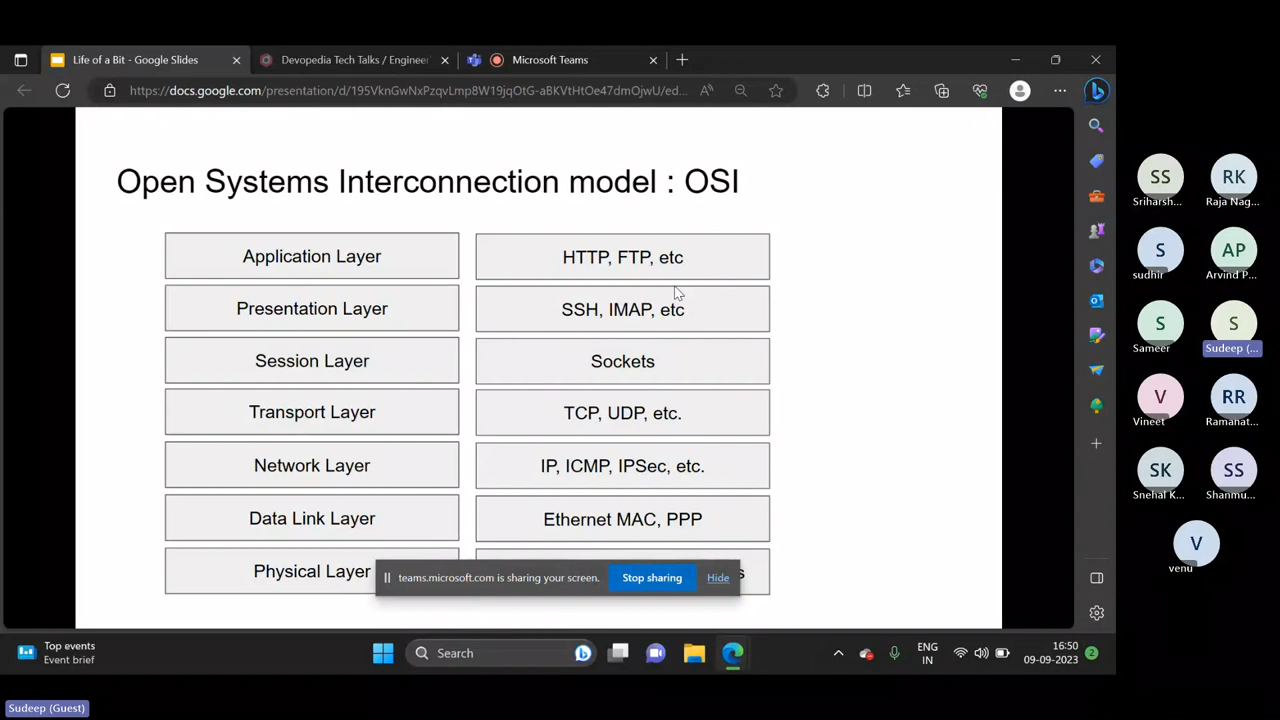 Life of a Bit - Google Slides
Devopedia Tech Talks / Engineer
Microsoft Teams
https://docs.google.com/presentation/d/195VknGwNxPzqvLmp8W19jqOtG-aBKVtHtOe47dmOjwU/ed...
Open Systems Interconnection model : OSI
Application Layer HTTP, FTP, etc
Presentation Layer SSH, IMAP, etc
Session Layer Sockets
Transport Layer TCP, UDP, etc.
Network Layer IP, ICMP, IPSec, etc.
Data Link Layer Ethernet MAC, PPP
Physical Layer
teams.microsoft.com is sharing your screen. Stop sharing Hide
SS RK
Sriharsh... Raja Nag...
S AP
sudhir Arvind P...
S S
Sameer Sudeep (...
V RR
Vineet Ramanat...
SK SS
Snehal K... Shanmu...
V
venu
Top events
Event brief
Search
ENG
IN
16:50
09-09-2023
2
Sudeep (Guest)